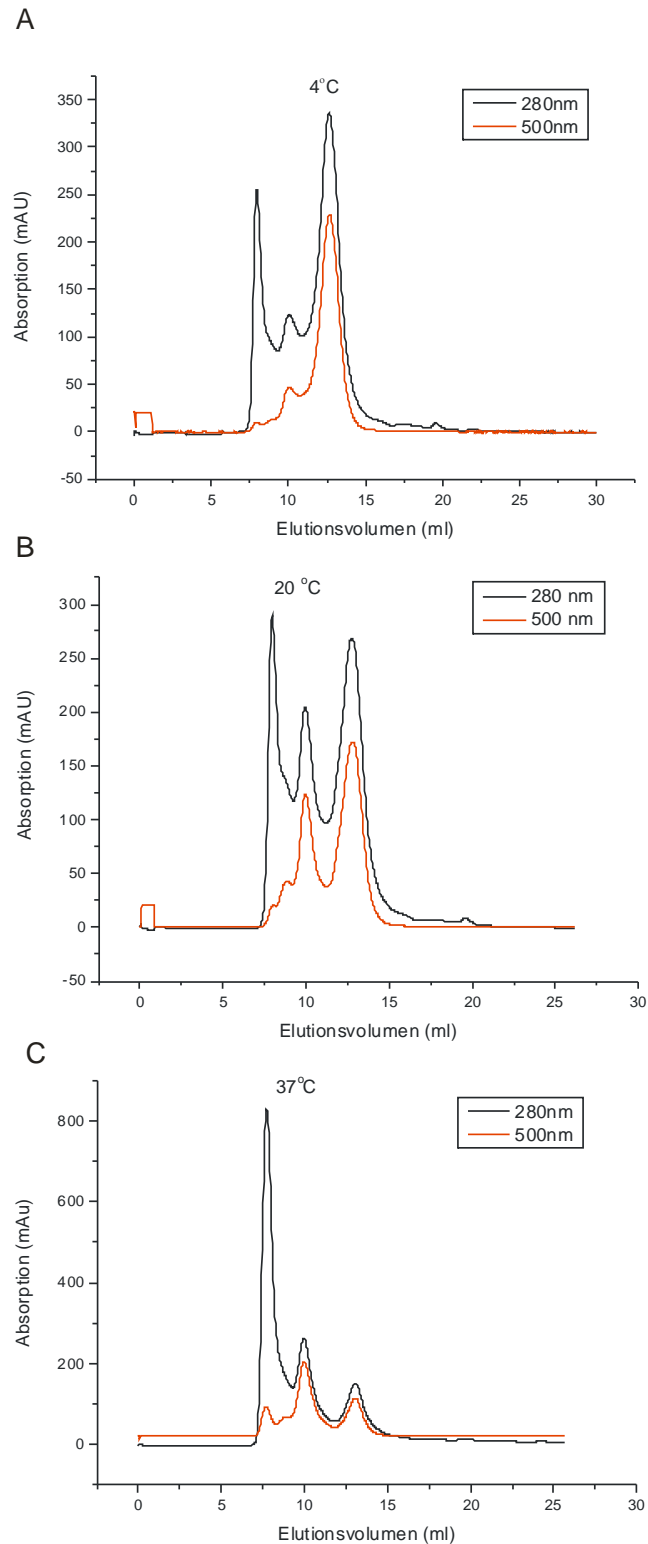 A
4°C
280nm
500nm
350
300
250
200
150
100
50
0
-50
Absorption (mAU)
0 5 10 15 20 25 30
Elutionsvolumen (ml)
B
20 °C
280 nm
500 nm
300
250
200
150
100
50
0
-50
Absorption (mAU)
0 5 10 15 20 25 30
Elutionsvolumen (ml)
C
37°C
280nm
500nm
800
600
400
200
0
Absorption (mAu)
0 5 10 15 20 25 30
Elutionsvolumen (ml)